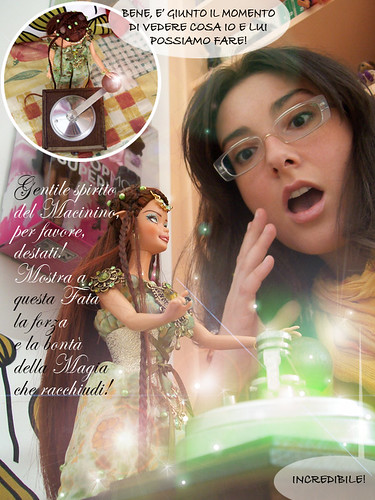 BENE, E' GIUNTO IL MOMENTO
DI VEDERE COSA IO E LUI
POSSIAMO FARE!
Gentile spirito
del Macinino,
per favore,
destati!
Mostra a
questa Fata
la forza
e la bontà
della Magia
che racchiudi!
INCREDIBILE!